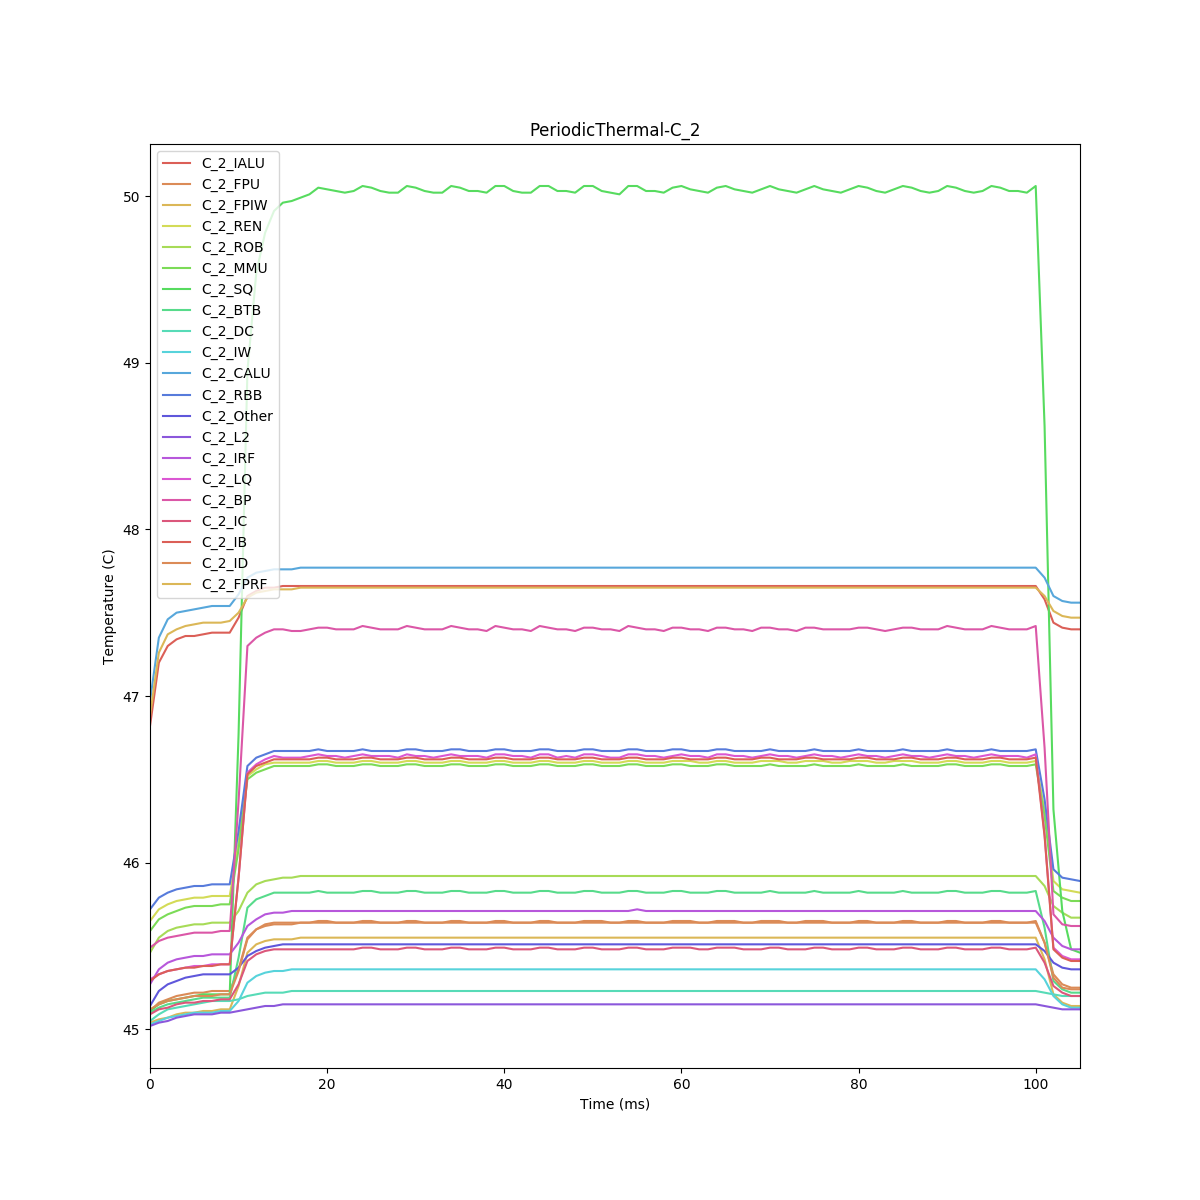 PeriodicThermal-C_2
C_2_IALU
C_2_FPU
C_2_FPIW
C_2_REN
C_2_ROB
C_2_MMU
C_2_SQ
C_2_BTB
C_2_DC
C_2_IW
C_2_CALU
C_2_RBB
C_2_Other
C_2_L2
C_2_IRF
C_2_LQ
C_2_BP
C_2_IC
C_2_IB
C_2_ID
C_2_FPRF
50
49
48
47
46
45
Temperature (C)
0 20 40 60 80 100
Time (ms)